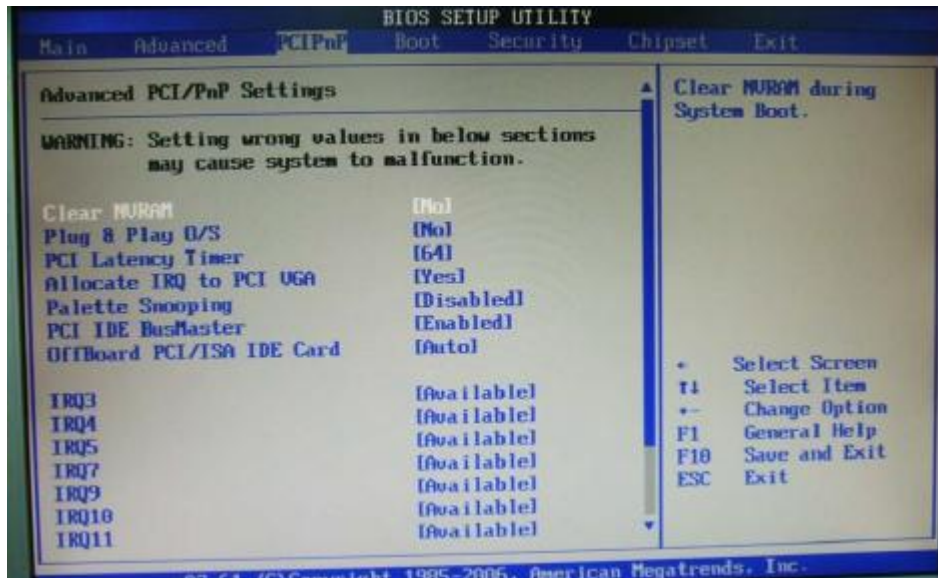 BIOS SETUP UTILITY
Main Advanced PCIPnP Boot Security Chipset Exit
Advanced PCI/PnP Settings
WARNING: Setting wrong values in below sections
may cause system to malfunction.
Clear NVRAM [No]
Plug & Play O/S [No]
PCI Latency Timer [64]
Allocate IRQ to PCI VGA [Yes]
Palette Snooping [Disabled]
PCI IDE BusMaster [Enabled]
OffBoard PCI/ISA IDE Card [Auto]
IRQ3 [Available]
IRQ4 [Available]
IRQ5 [Available]
IRQ7 [Available]
IRQ9 [Available]
IRQ10 [Available]
IRQ11 [Available]
Clear NVRAM during
System Boot.
← Select Screen
↑↓ Select Item
+- Change Option
F1 General Help
F10 Save and Exit
ESC Exit
(C)Copyright 1985-2006, American Megatrends, Inc.